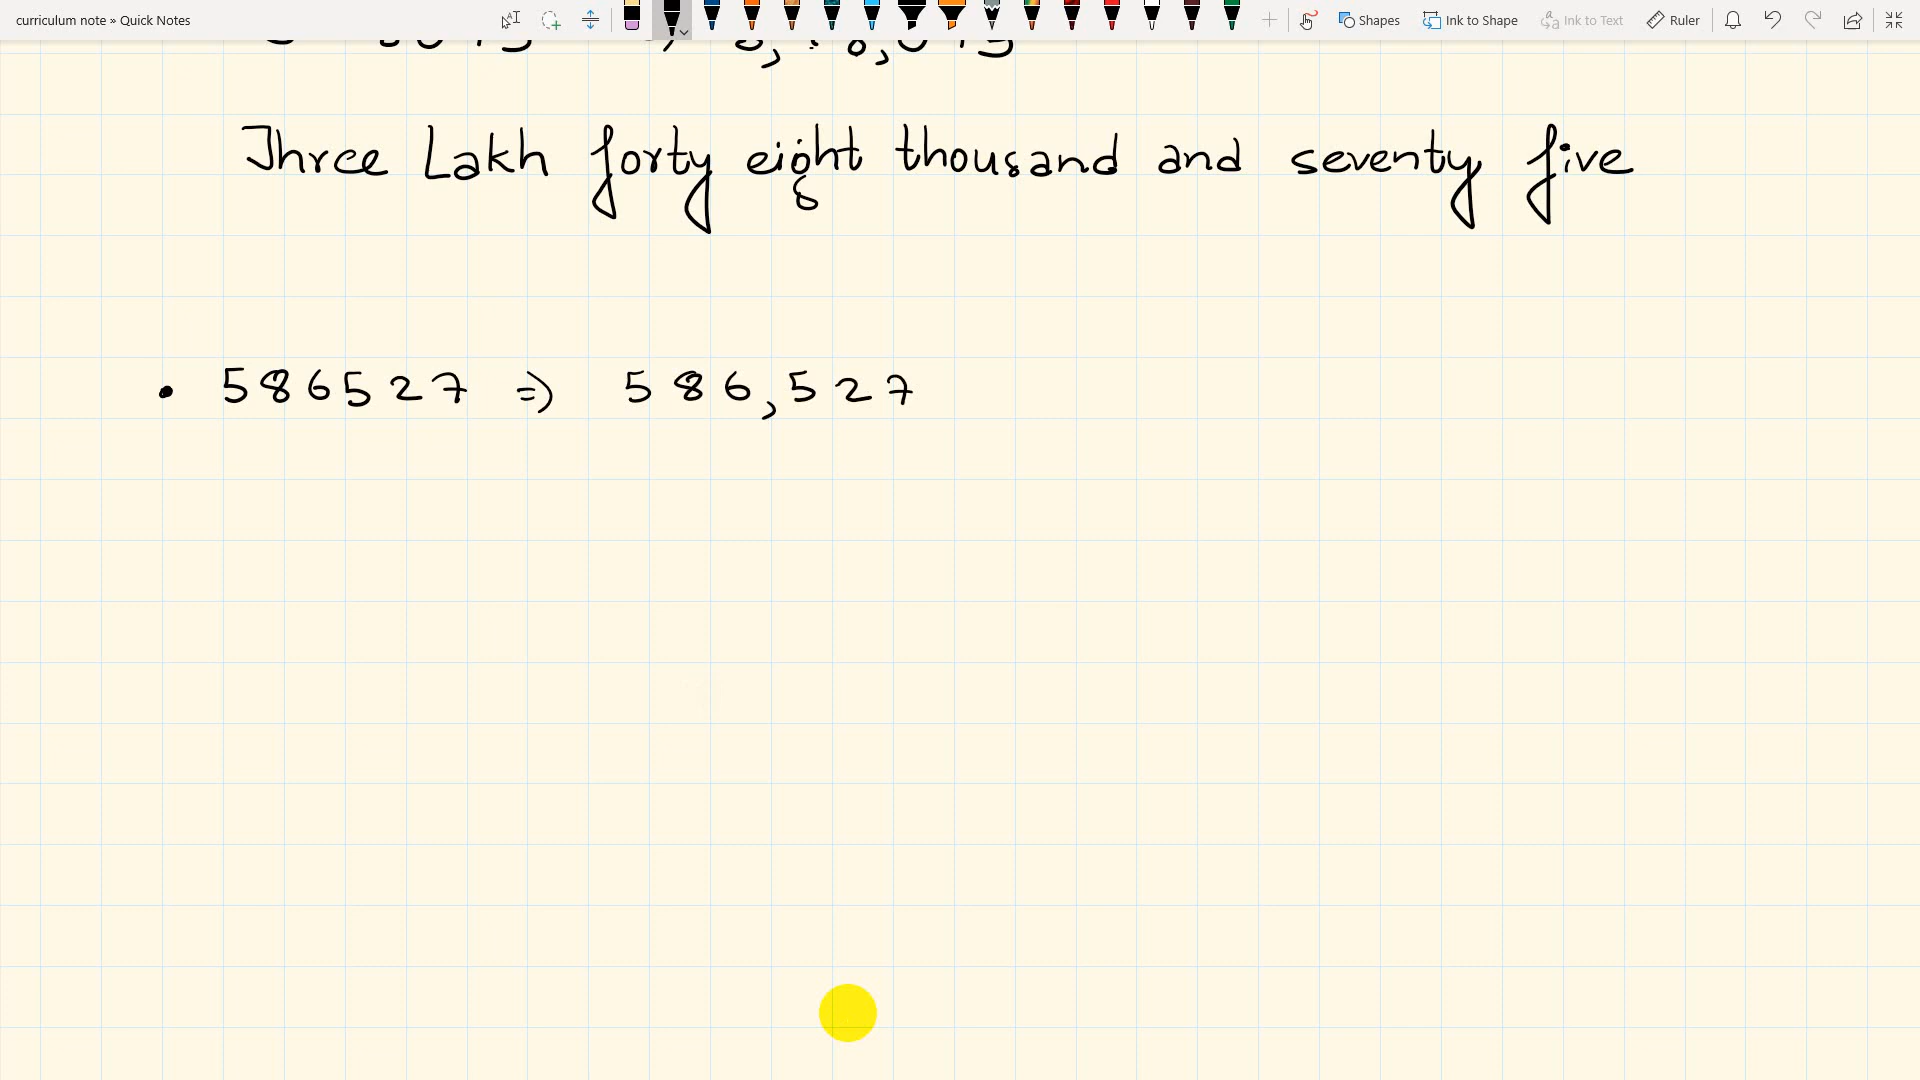 curriculum note » Quick Notes Shapes Ink to Shape Ink to Text Ruler
Three Lakh forty eight thousand and seventy five
• 586527 ⇒ 586,527